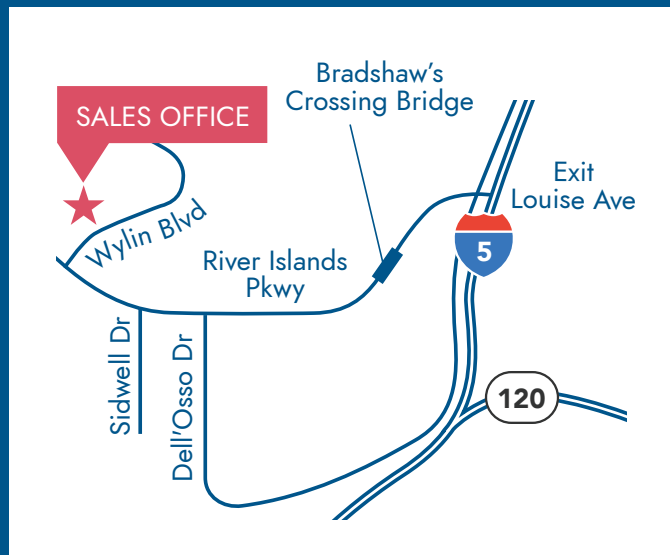 Bradshaw's
Crossing Bridge
SALES OFFICE
Exit
Louise Ave
Wylin Blvd
River Islands
Pkwy
5
Sidwell Dr
Dell'Osso Dr
120